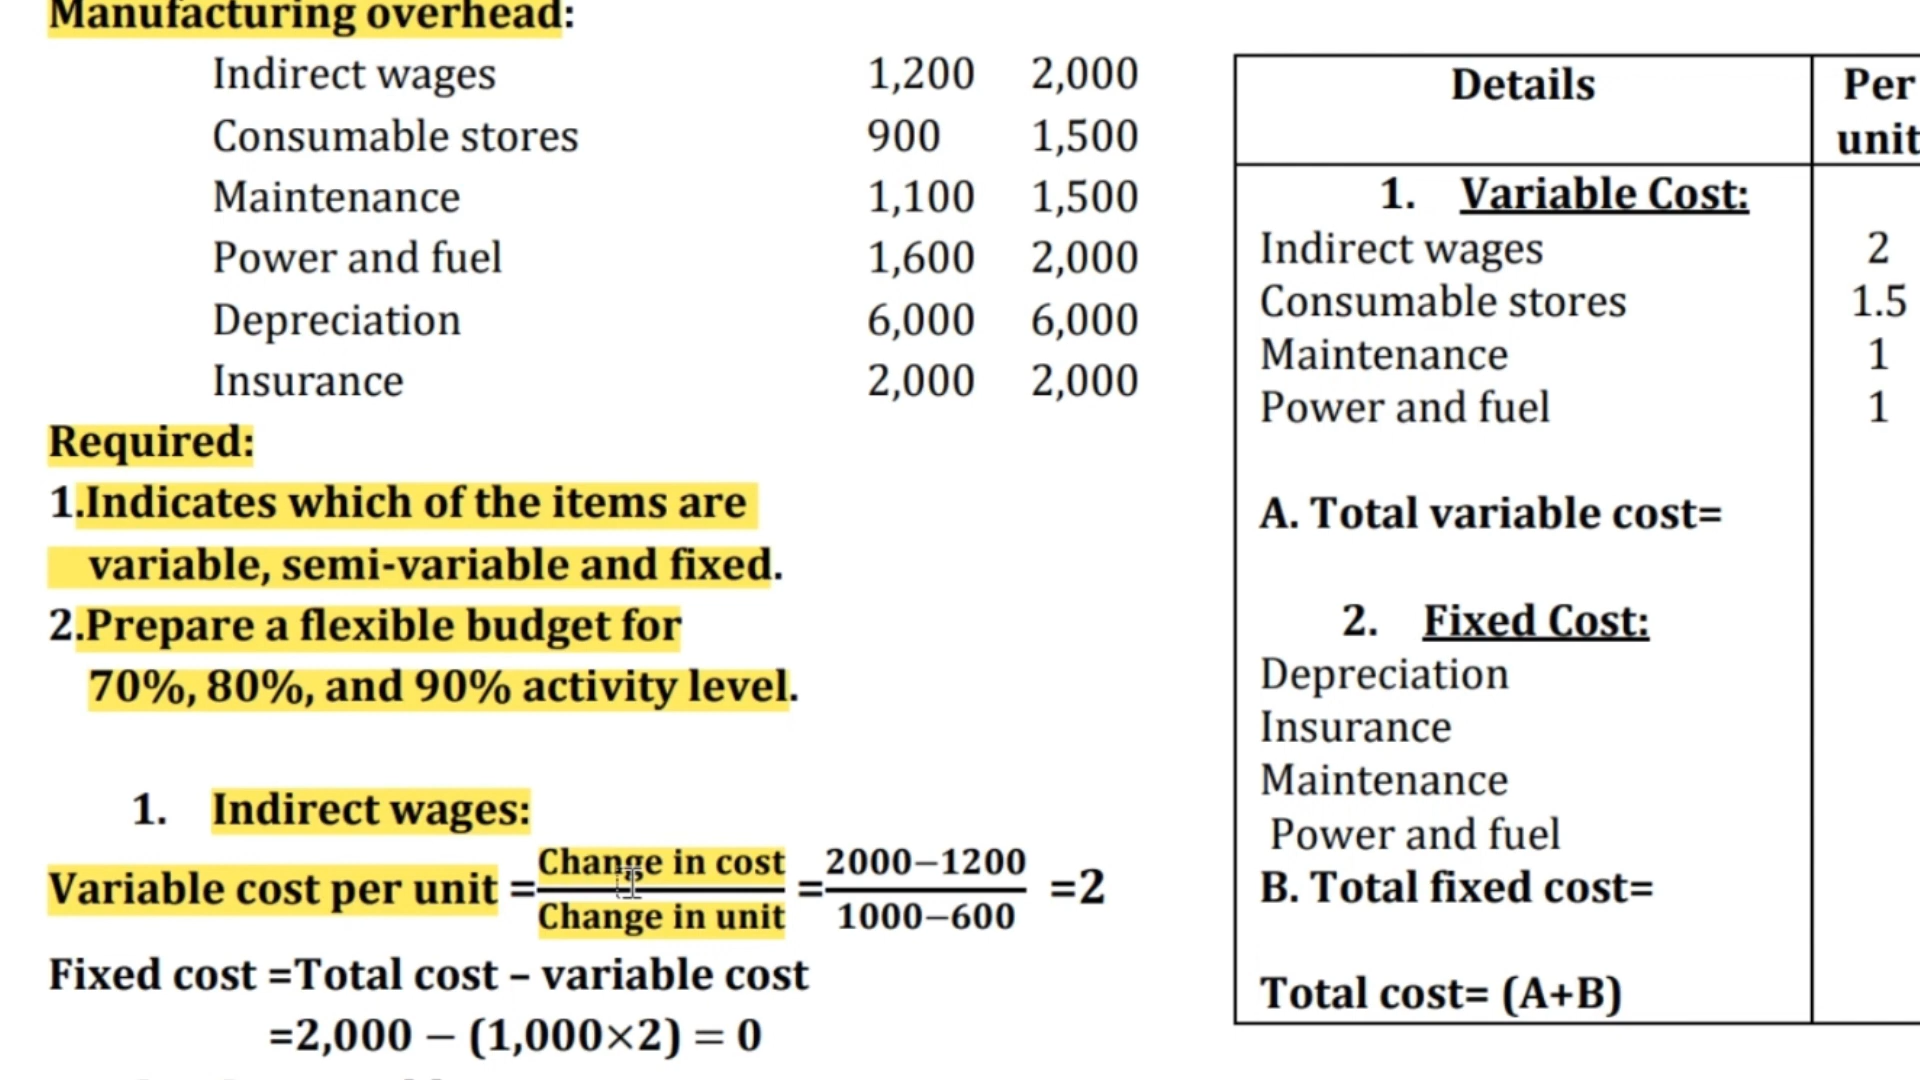 Manufacturing overhead:
Indirect wages 1,200 2,000
Consumable stores 900 1,500
Maintenance 1,100 1,500
Power and fuel 1,600 2,000
Depreciation 6,000 6,000
Insurance 2,000 2,000
Required:
1.Indicates which of the items are
variable, semi-variable and fixed.
2.Prepare a flexible budget for
70%, 80%, and 90% activity level.
1. Indirect wages:
Variable cost per unit = Change in cost / Change in unit = 2000−1200 / 1000−600 =2
Fixed cost =Total cost – variable cost
=2,000 − (1,000×2) = 0
Details Per
unit
1. Variable Cost:
Indirect wages 2
Consumable stores 1.5
Maintenance 1
Power and fuel 1
A. Total variable cost=
2. Fixed Cost:
Depreciation
Insurance
Maintenance
Power and fuel
B. Total fixed cost=
Total cost= (A+B)